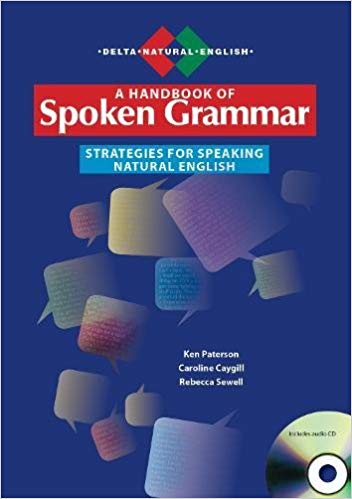 •DELTA•NATURAL•ENGLISH•
A HANDBOOK OF
Spoken Grammar
STRATEGIES FOR SPEAKING
NATURAL ENGLISH
Ken Paterson
Caroline Caygill
Rebecca Sewell
Includes audio CD